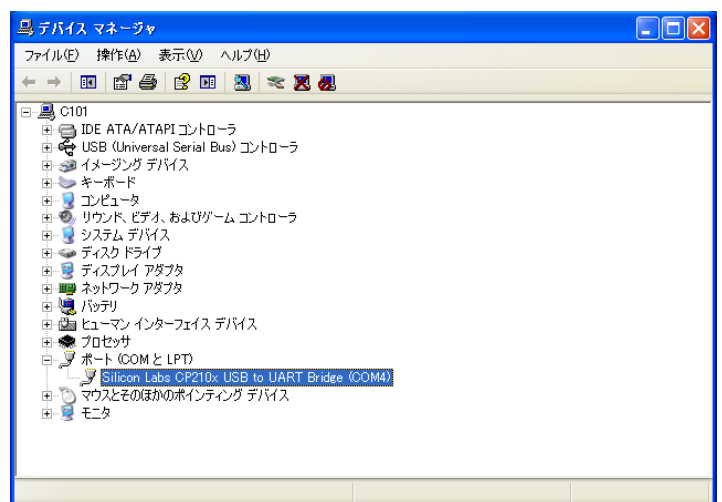 デバイス マネージャ
ファイル(F) 操作(A) 表示(V) ヘルプ(H)
C101
IDE ATA/ATAPI コントローラ
USB (Universal Serial Bus) コントローラ
イメージング デバイス
キーボード
コンピュータ
サウンド、ビデオ、およびゲーム コントローラ
システム デバイス
ディスク ドライブ
ディスプレイ アダプタ
ネットワーク アダプタ
バッテリ
ヒューマン インターフェイス デバイス
プロセッサ
ポート (COM と LPT)
Silicon Labs CP210x USB to UART Bridge (COM4)
マウスとそのほかのポインティング デバイス
モニタ